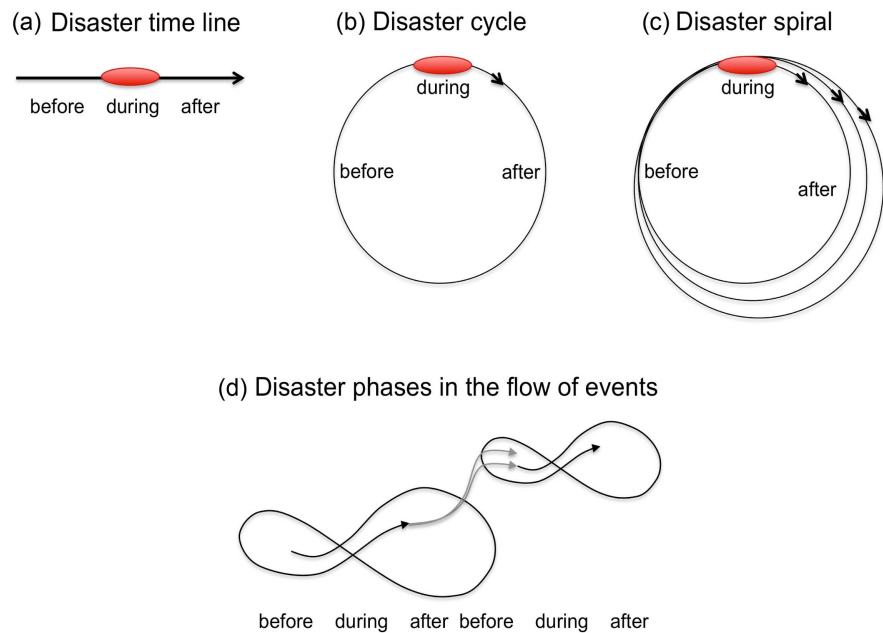 (a) Disaster time line
before during after
(b) Disaster cycle
during
before after
(c) Disaster spiral
during
before
after
(d) Disaster phases in the flow of events
before during after before during after